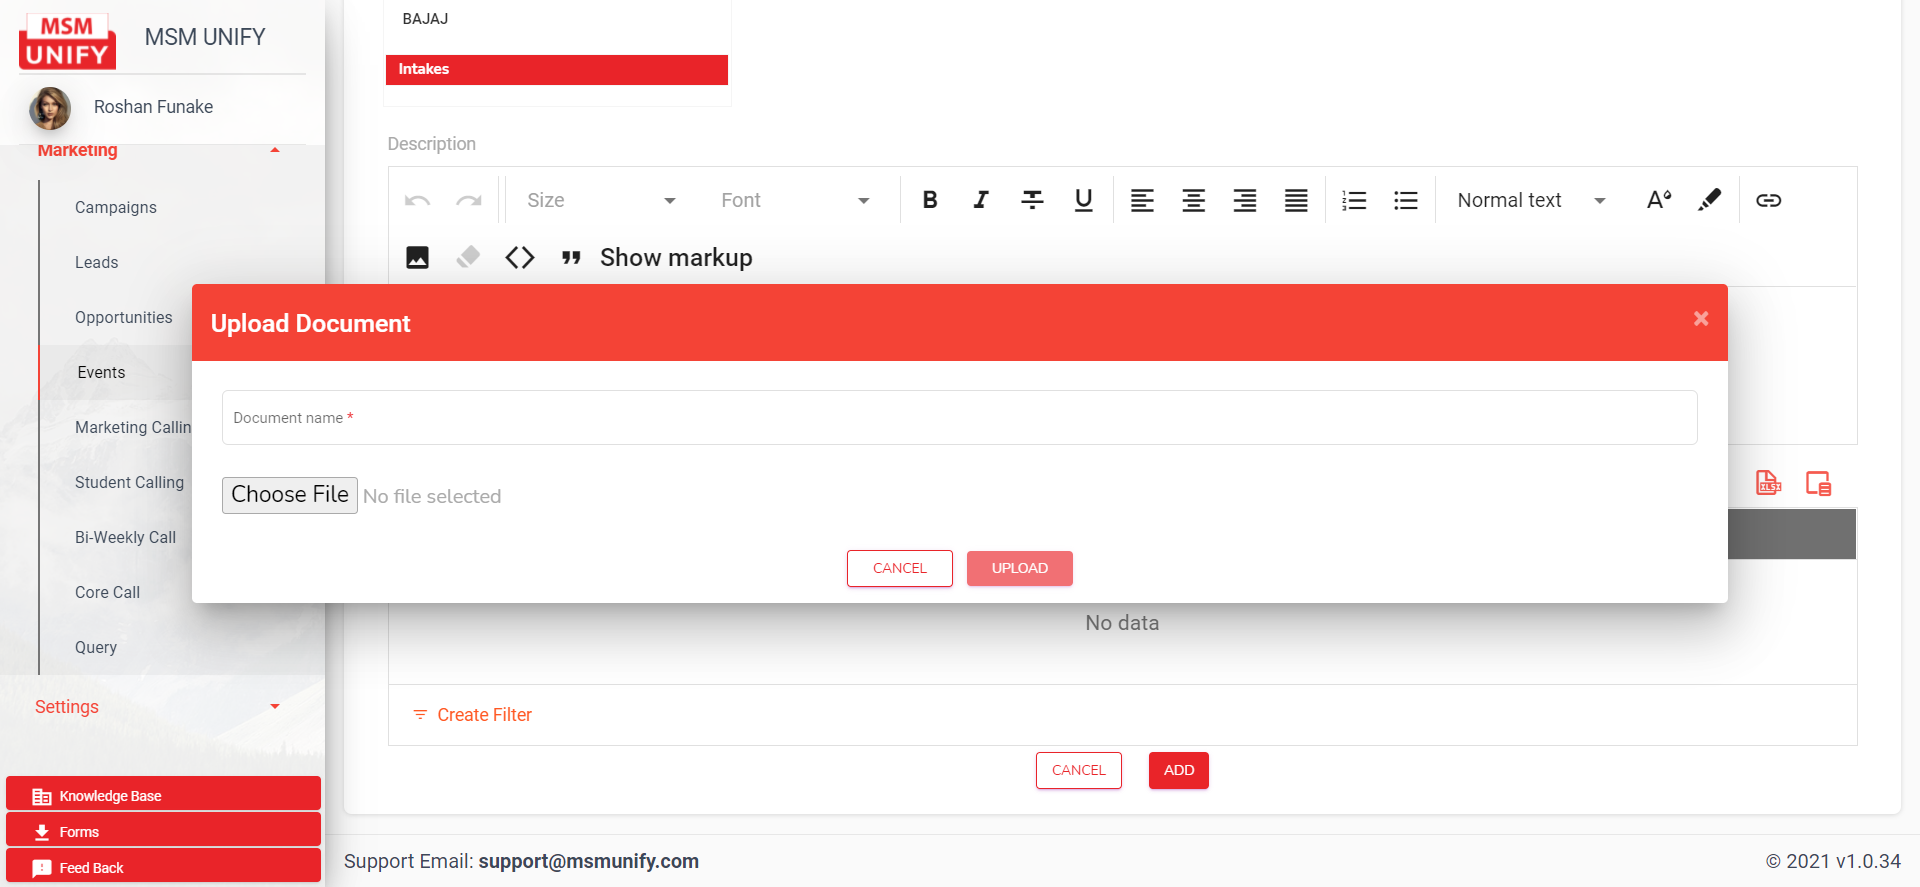 MSM
UNIFY
MSM UNIFY
Roshan Funake
Marketing
Campaigns
Leads
Opportunities
Events
Marketing Callin
Student Calling
Bi-Weekly Call
Core Call
Query
Settings
Knowledge Base
Forms
Feed Back
BAJAJ
Intakes
Description
Size
Font
Normal text
Show markup
Upload Document
Document name *
Choose File No file selected
CANCEL UPLOAD
XLSX
No data
Create Filter
CANCEL ADD
Support Email: support@msmunify.com
© 2021 v1.0.34